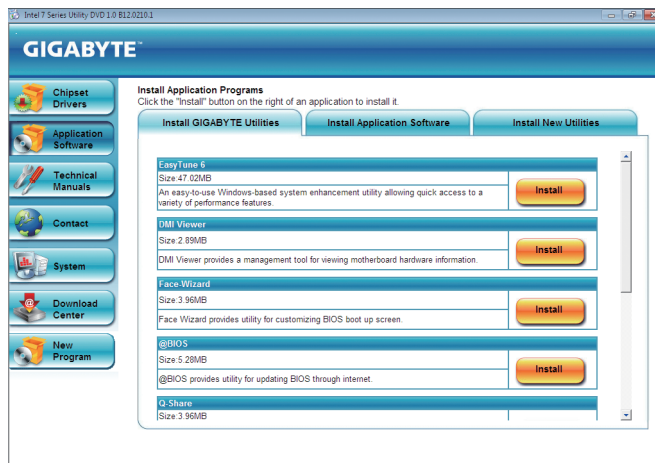 Intel 7 Series Utility DVD 1.0 B12.0210.1
GIGABYTE™
Chipset
Drivers
Application
Software
Technical
Manuals
Contact
System
Download
Center
New
Program
Install Application Programs
Click the "Install" button on the right of an application to install it.
Install GIGABYTE Utilities
Install Application Software
Install New Utilities
EasyTune 6
Size:47.02MB
An easy-to-use Windows-based system enhancement utility allowing quick access to a
variety of performance features.
Install
DMI Viewer
Size:2.89MB
DMI Viewer provides a management tool for viewing motherboard hardware information.
Install
Face-Wizard
Size:3.96MB
Face Wizard provides utility for customizing BIOS boot up screen.
Install
@BIOS
Size:5.28MB
@BIOS provides utility for updating BIOS through internet.
Install
Q-Share
Size:3.96MB